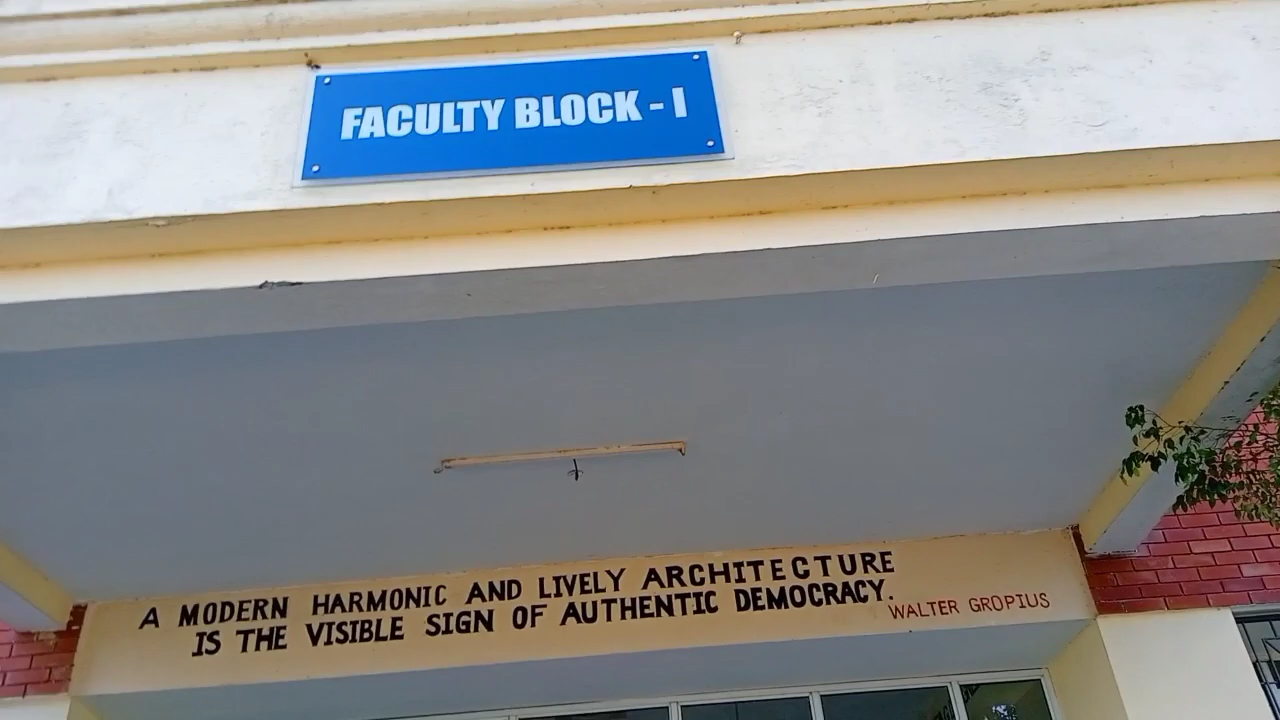 FACULTY BLOCK - I
A MODERN HARMONIC AND LIVELY ARCHITECTURE
IS THE VISIBLE SIGN OF AUTHENTIC DEMOCRACY.
WALTER GROPIUS